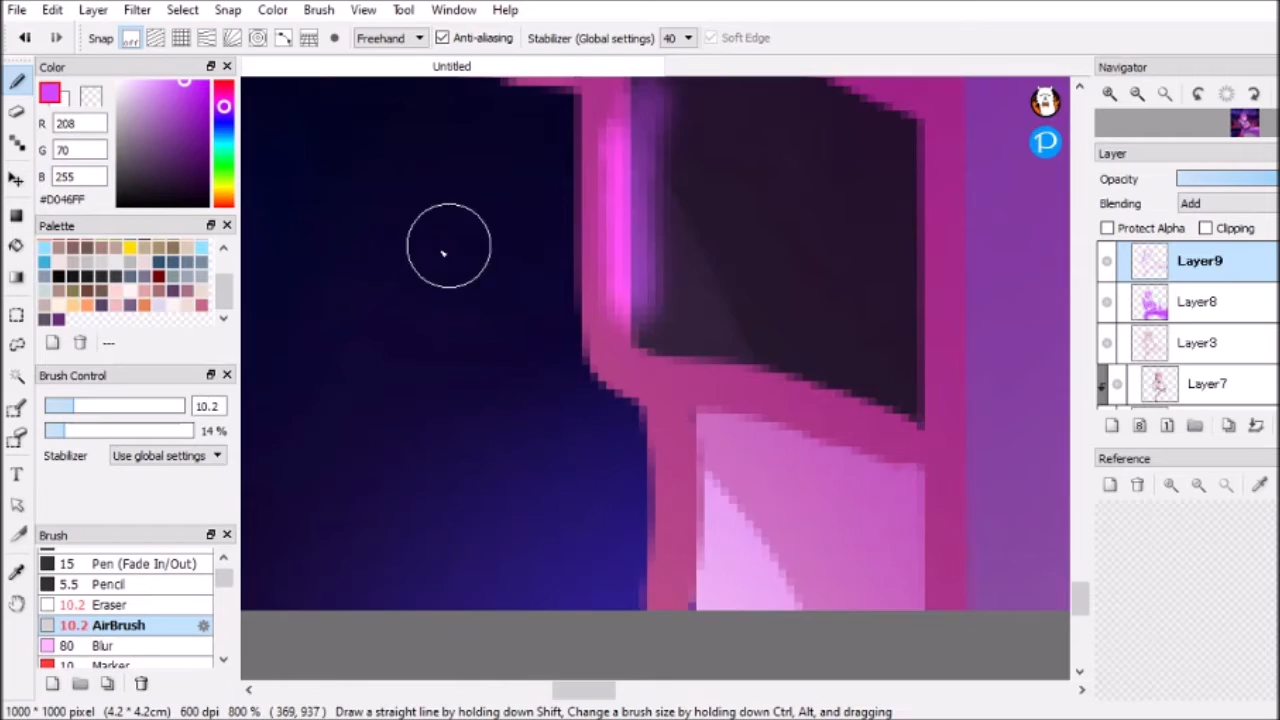 File Edit Layer Filter Select Snap Color Brush View Tool Window Help
Snap off Freehand Anti-aliasing Stabilizer (Global settings) 40 Soft Edge
Color
Untitled
Navigator
R 208
G 70
B 255
#D046FF
Palette
---
Brush Control
10.2
14 %
Stabilizer Use global settings
Brush
15 Pen (Fade In/Out)
5.5 Pencil
10.2 Eraser
10.2 AirBrush
80 Blur
10 Marker
Layer
Opacity
Blending Add
Protect Alpha Clipping
Layer9
Layer8
Layer3
Layer7
Reference
1000 * 1000 pixel (4.2 * 4.2cm) 600 dpi 800 % ( 369, 937 ) Draw a straight line by holding down Shift, Change a brush size by holding down Ctrl, Alt, and dragging